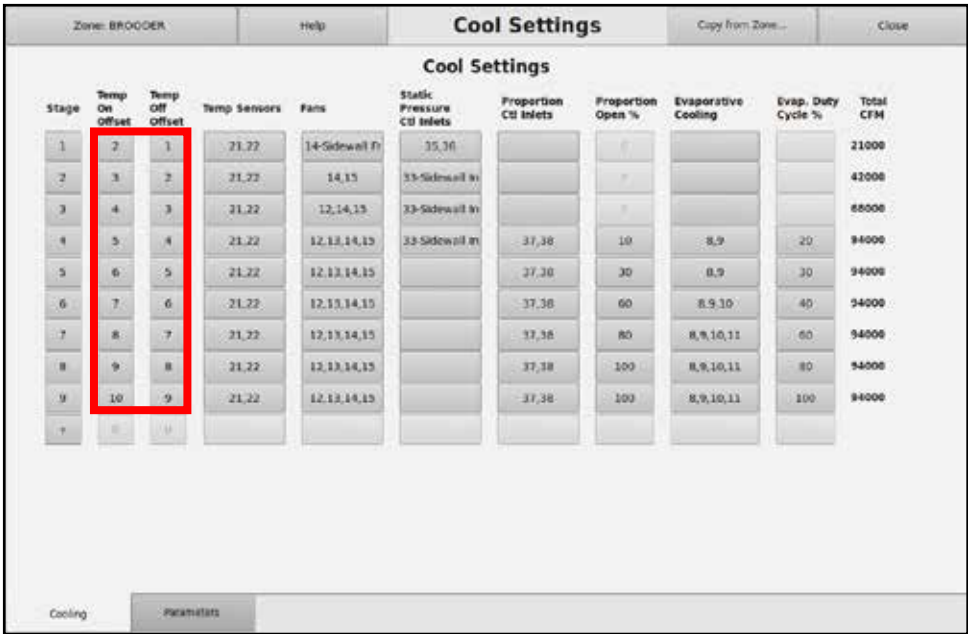 Zone: BROODER Help Cool Settings Copy from Zone... Close
Cool Settings
Stage Temp On Offset Temp Off Offset Temp Sensors Fans Static Pressure Ctl Inlets Proportion Ctl Inlets Proportion Open % Evaporative Cooling Evap. Duty Cycle % Total CFM
1 2 1 21,22 14-Sidewall Fr 35,36 21000
2 3 2 21,22 14,15 33-Sidewall In 42000
3 4 3 21,22 12,14,15 33-Sidewall In 68000
4 5 4 21,22 12,13,14,15 33-Sidewall In 37,38 10 8,9 20 94000
5 6 5 21,22 12,13,14,15 37,38 30 8,9 30 94000
6 7 6 21,22 12,13,14,15 37,38 60 8,9,10 40 94000
7 8 7 21,22 12,13,14,15 37,38 80 8,9,10,11 60 94000
8 9 8 21,22 12,13,14,15 37,38 100 8,9,10,11 80 94000
9 10 9 21,22 12,13,14,15 37,38 100 8,9,10,11 100 94000
+ 0 0
Cooling Parameters